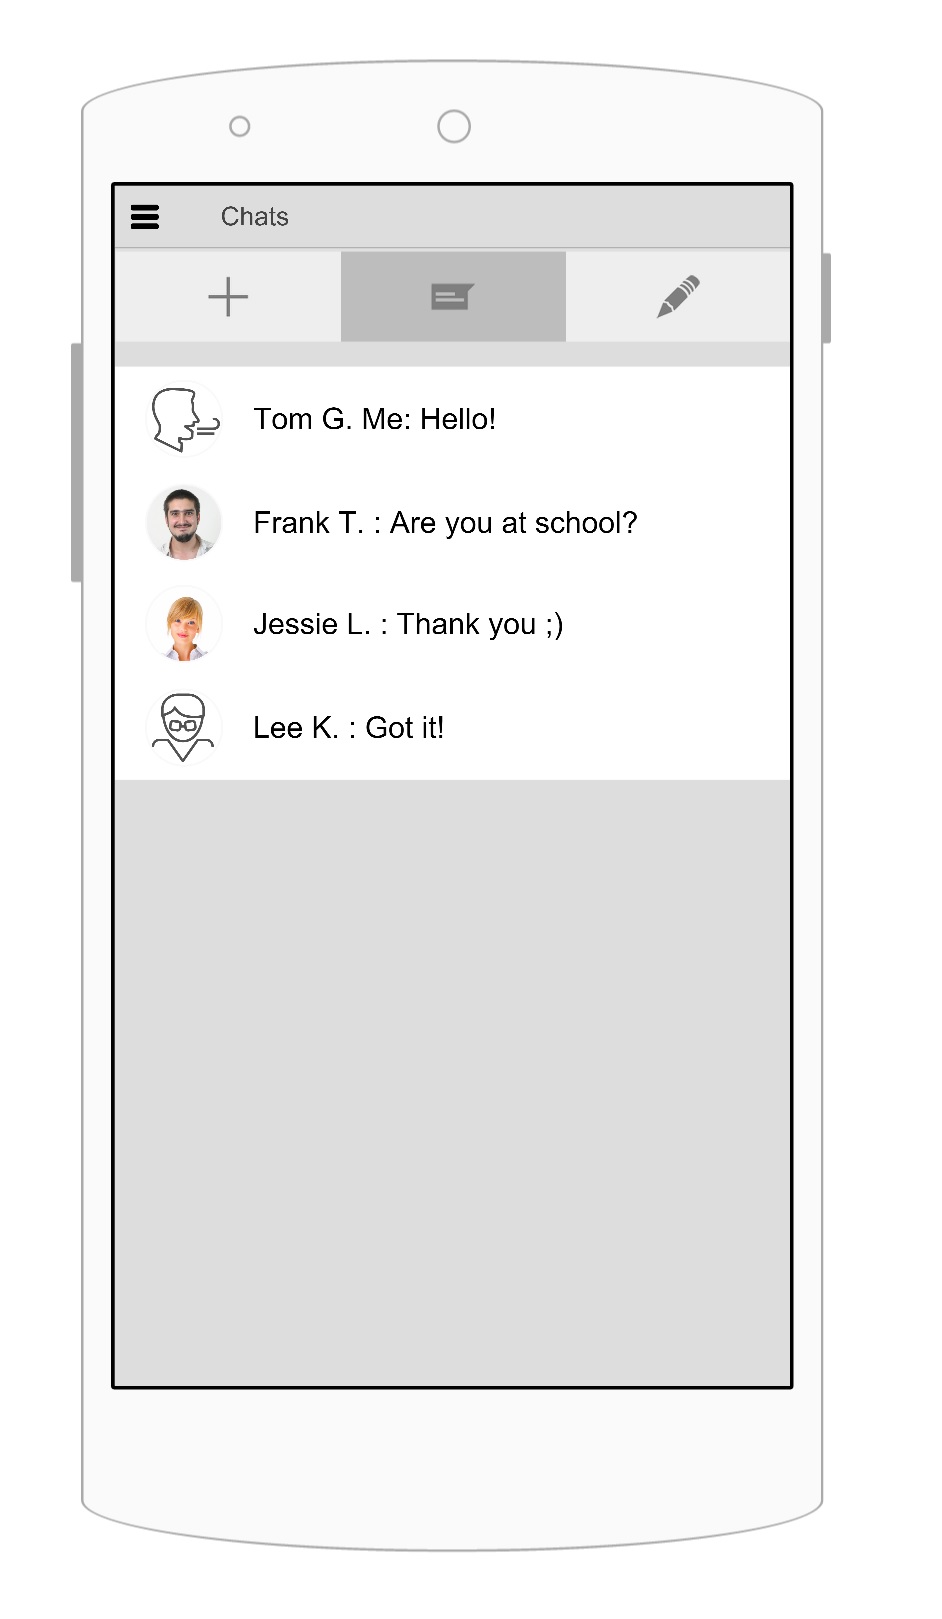 Chats
Tom G. Me: Hello!
Frank T. : Are you at school?
Jessie L. : Thank you ;)
Lee K. : Got it!